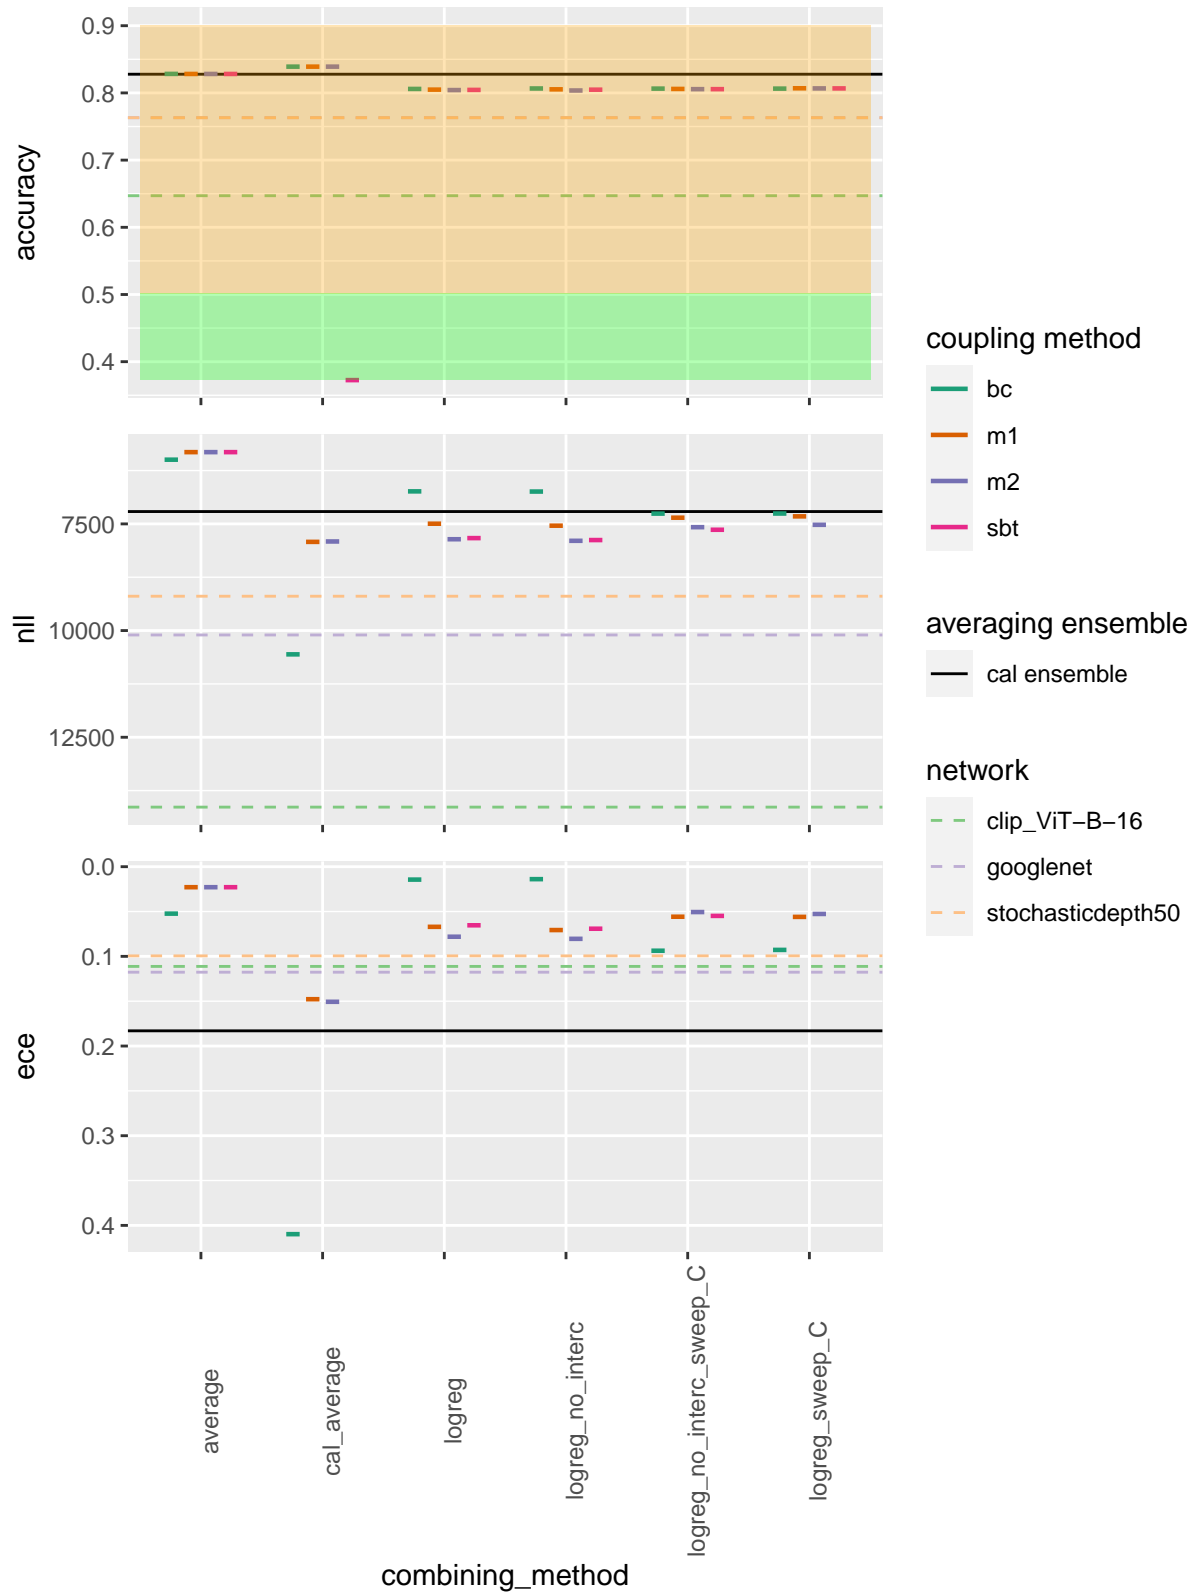 0.9
0.8
0.7
0.6
0.5
0.4
accuracy
7500
10000
12500
nll
0.0
0.1
0.2
0.3
0.4
ece
average
cal_average
logreg
logreg_no_interc
logreg_no_interc_sweep_C
logreg_sweep_C
combining_method
coupling method
bc
m1
m2
sbt
averaging ensemble
cal ensemble
network
clip_ViT−B−16
googlenet
stochasticdepth50